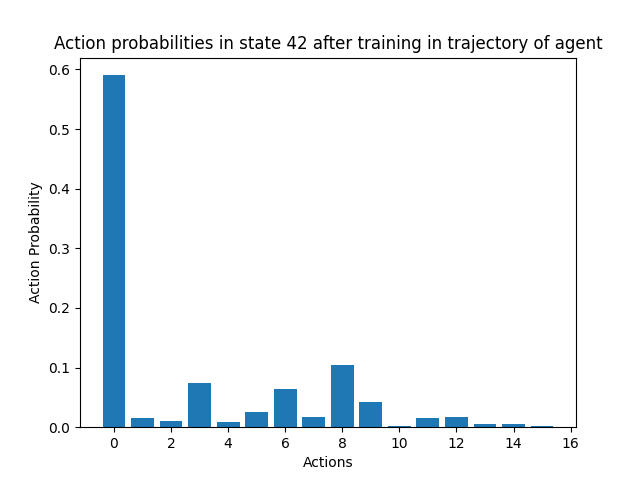 Action probabilities in state 42 after training in trajectory of agent
0.6
0.5
0.4
0.3
0.2
0.1
0.0
Action Probability
0 2 4 6 8 10 12 14 16
Actions